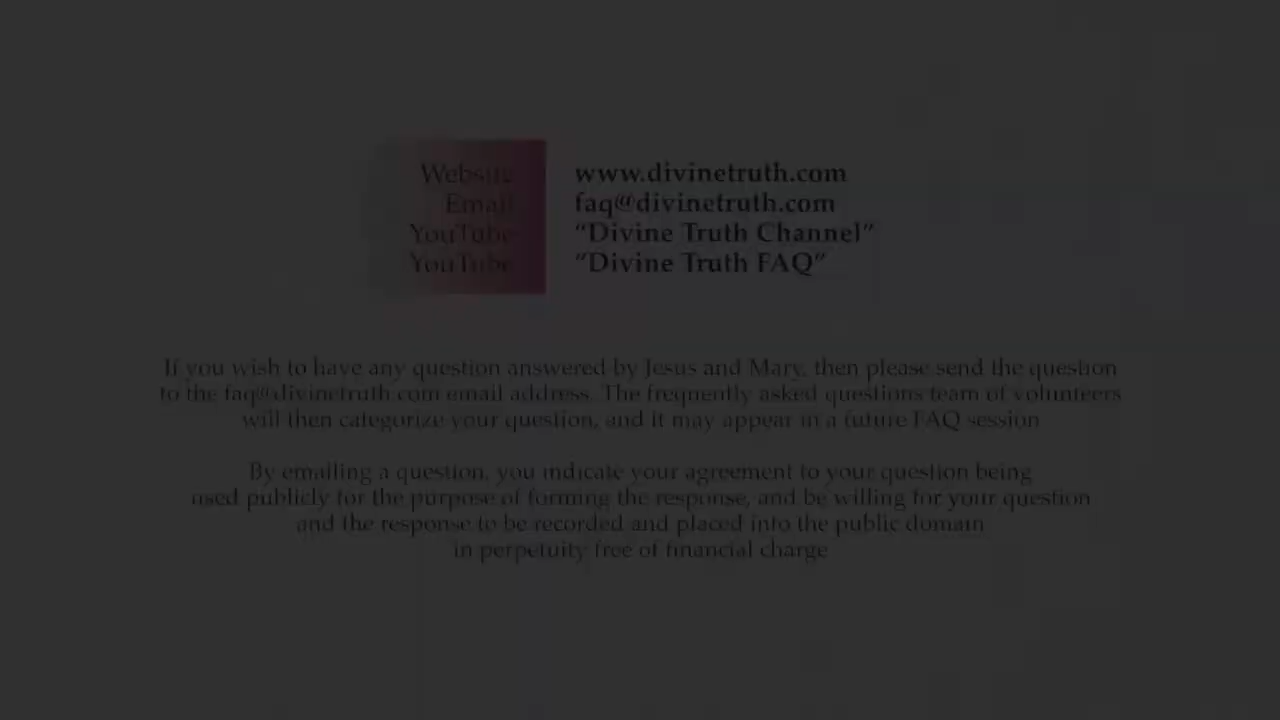 Website www.divinetruth.com
Email faq@divinetruth.com
YouTube “Divine Truth Channel”
YouTube “Divine Truth FAQ”
If you wish to have any question answered by Jesus and Mary, then please send the question
to the faq@divinetruth.com email address. The frequently asked questions team of volunteers
will then categorize your question, and it may appear in a future FAQ session
By emailing a question, you indicate your agreement to your question being
used publicly for the purpose of forming the response, and be willing for your question
and the response to be recorded and placed into the public domain
in perpetuity free of financial charge